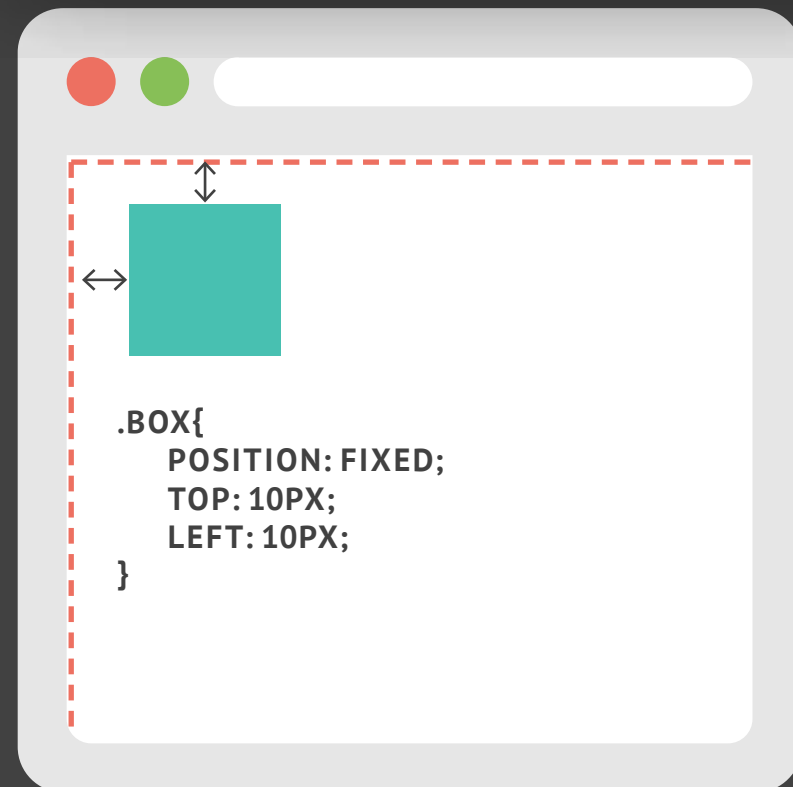 .BOX{
POSITION: FIXED;
TOP: 10PX;
LEFT: 10PX;
}